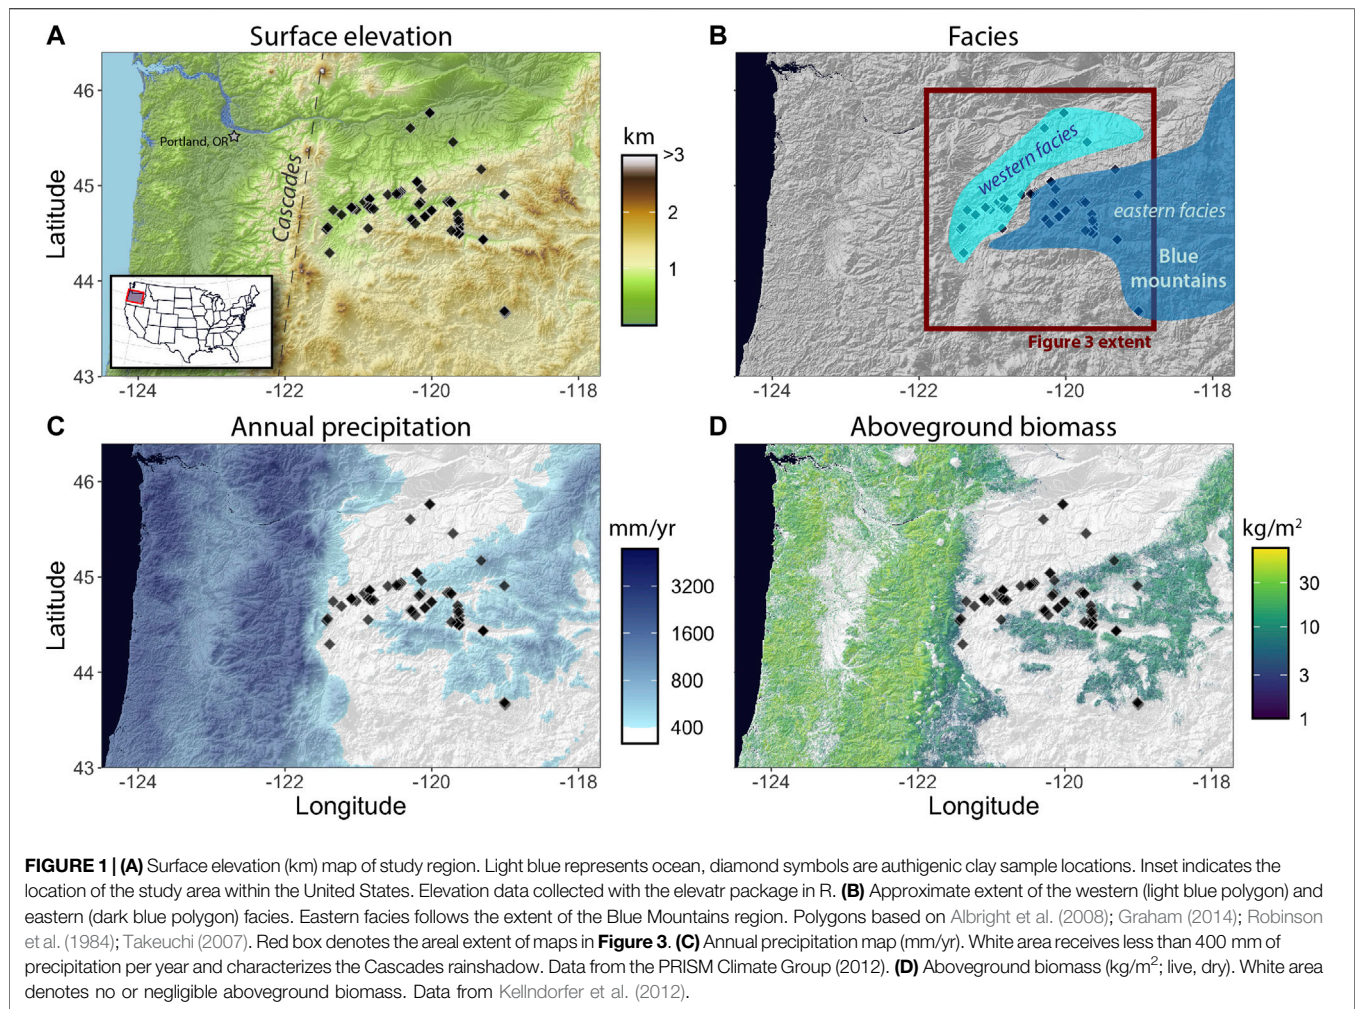 A
Surface elevation
46
45
44
43
-124
-122
-120
-118
Latitude
Portland, OR
Cascades
km
>3
2
1
B
Facies
46
45
44
43
-124
-122
-120
-118
western facies
eastern facies
Blue
mountains
Figure 3 extent
C
Annual precipitation
46
45
44
43
-124
-122
-120
-118
Latitude
Longitude
mm/yr
3200
1600
800
400
D
Aboveground biomass
46
45
44
43
-124
-122
-120
-118
Longitude
kg/m²
30
10
3
1
FIGURE 1 | (A) Surface elevation (km) map of study region. Light blue represents ocean, diamond symbols are authigenic clay sample locations. Inset indicates the
location of the study area within the United States. Elevation data collected with the elevatr package in R. (B) Approximate extent of the western (light blue polygon) and
eastern (dark blue polygon) facies. Eastern facies follows the extent of the Blue Mountains region. Polygons based on Albright et al. (2008); Graham (2014); Robinson
et al. (1984); Takeuchi (2007). Red box denotes the areal extent of maps in Figure 3. (C) Annual precipitation map (mm/yr). White area receives less than 400 mm of
precipitation per year and characterizes the Cascades rainshadow. Data from the PRISM Climate Group (2012). (D) Aboveground biomass (kg/m²; live, dry). White area
denotes no or negligible aboveground biomass. Data from Kellndorfer et al. (2012).